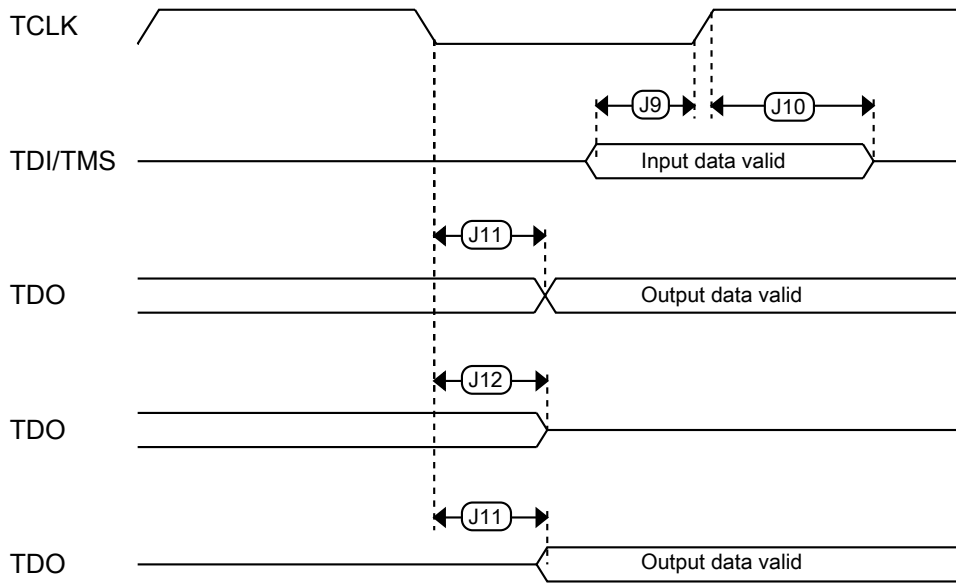 TCLK
J9
J10
TDI/TMS
Input data valid
J11
TDO
Output data valid
J12
TDO
J11
TDO
Output data valid